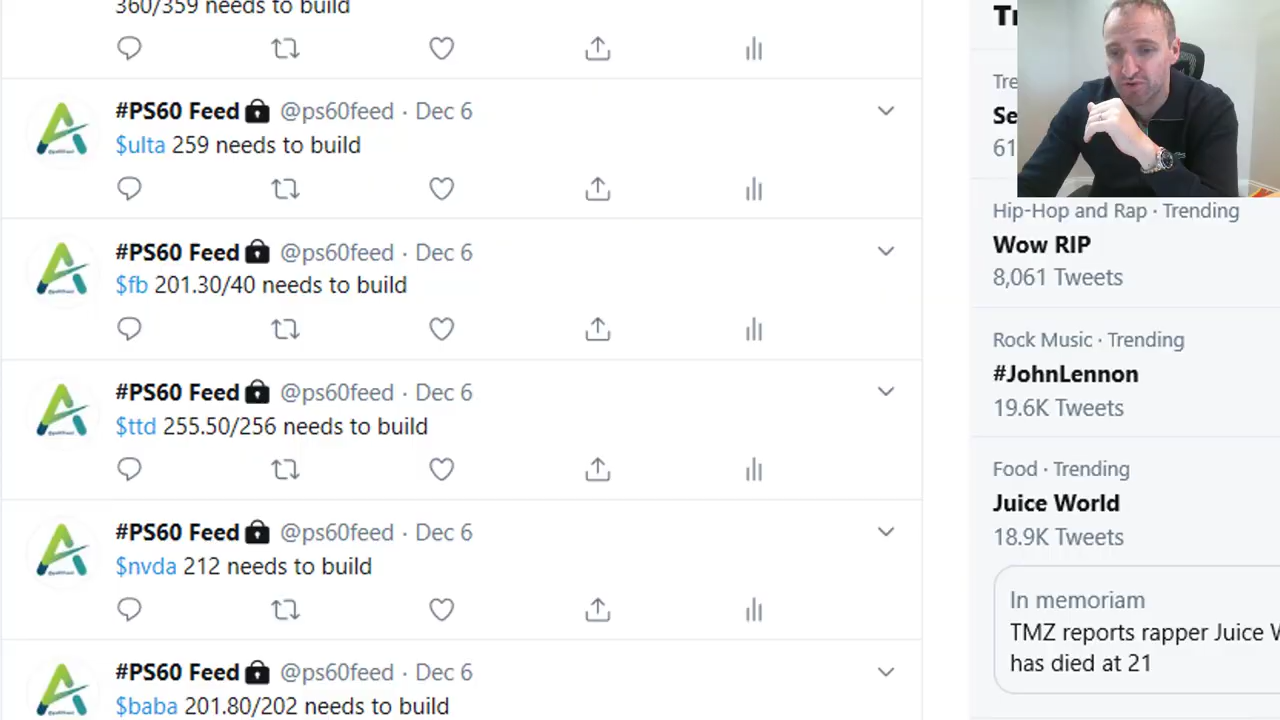 360/359 needs to build
#PS60 Feed @ps60feed · Dec 6
$ulta 259 needs to build
#PS60 Feed @ps60feed · Dec 6
$fb 201.30/40 needs to build
#PS60 Feed @ps60feed · Dec 6
$ttd 255.50/256 needs to build
#PS60 Feed @ps60feed · Dec 6
$nvda 212 needs to build
#PS60 Feed @ps60feed · Dec 6
$baba 201.80/202 needs to build
Tre
Se
61
Hip-Hop and Rap · Trending
Wow RIP
8,061 Tweets
Rock Music · Trending
#JohnLennon
19.6K Tweets
Food · Trending
Juice World
18.9K Tweets
In memoriam
TMZ reports rapper Juice W
has died at 21